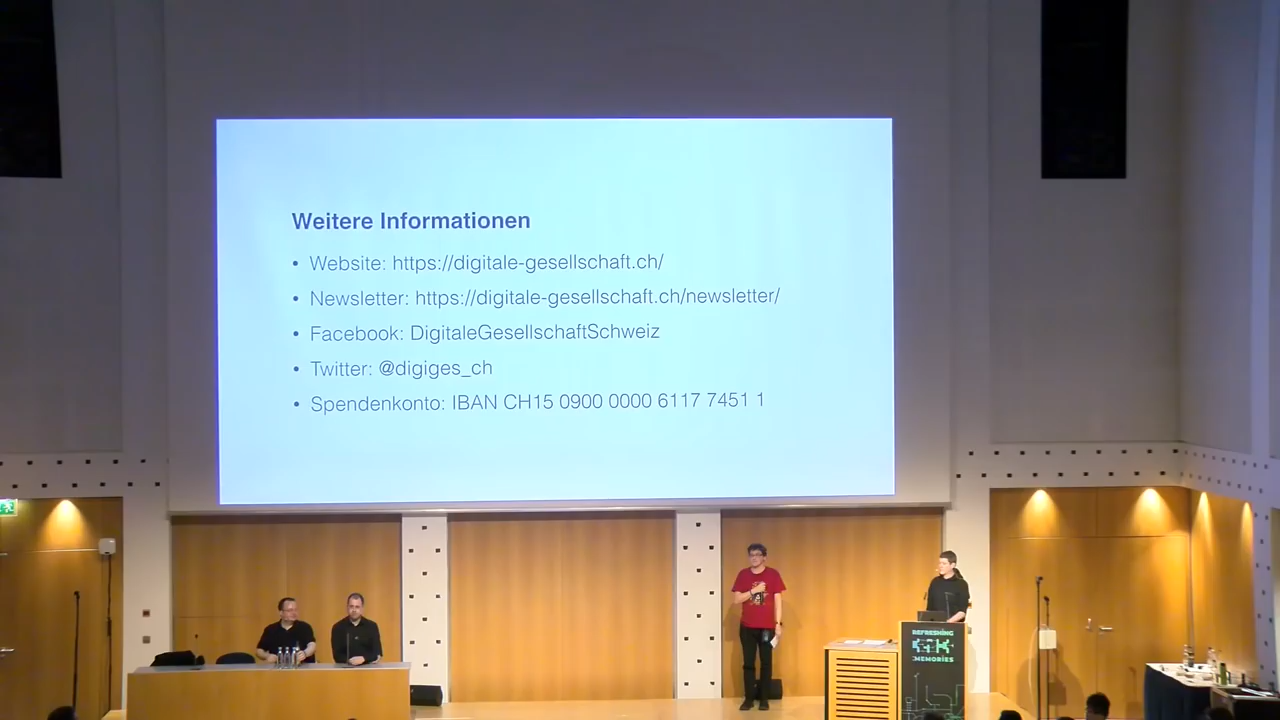 Weitere Informationen
• Website: https://digitale-gesellschaft.ch/
• Newsletter: https://digitale-gesellschaft.ch/newsletter/
• Facebook: DigitaleGesellschaftSchweiz
• Twitter: @digiges_ch
• Spendenkonto: IBAN CH15 0900 0000 6117 7451 1
REFRESHING
MEMORIES